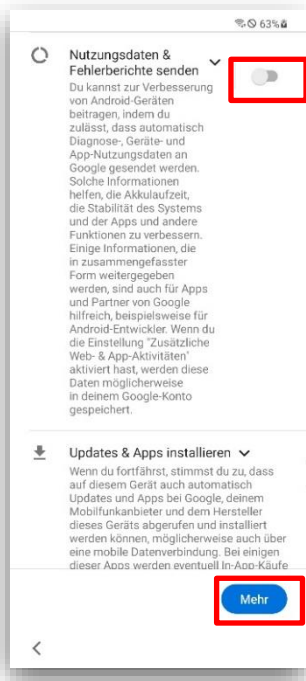 63%
Nutzungsdaten &
Fehlerberichte senden
Du kannst zur Verbesserung
von Android-Geräten
beitragen, indem du
zulässt, dass automatisch
Diagnose-, Geräte- und
App-Nutzungsdaten an
Google gesendet werden.
Solche Informationen
helfen, die Akkulaufzeit,
die Stabilität des Systems
und der Apps und andere
Funktionen zu verbessern.
Einige Informationen, die
in zusammengefasster
Form weitergegeben
werden, sind auch für Apps
und Partner von Google
hilfreich, beispielsweise für
Android-Entwickler. Wenn du
die Einstellung "Zusätzliche
Web- & App-Aktivitäten"
aktiviert hast, werden diese
Daten möglicherweise
in deinem Google-Konto
gespeichert.
Updates & Apps installieren
Wenn du fortfährst, stimmst du zu, dass
auf diesem Gerät auch automatisch
Updates und Apps bei Google, deinem
Mobilfunkanbieter und dem Hersteller
dieses Geräts abgerufen und installiert
werden können, möglicherweise auch über
eine mobile Datenverbindung. Bei einigen
dieser Apps werden eventuell In-App-Käufe
Mehr